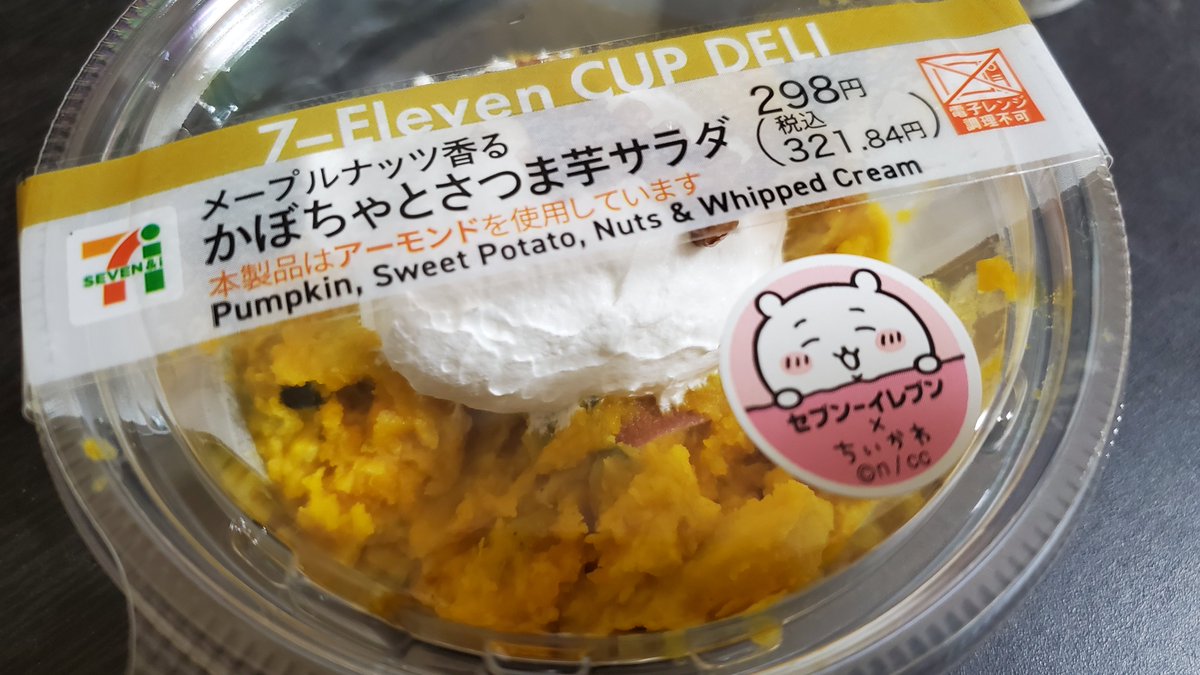 7-Eleven CUP DELI
メープルナッツ香る
かぼちゃとさつま芋サラダ
298円
(税込
321.84円)
本製品はアーモンドを使用しています
Pumpkin, Sweet Potato, Nuts & Whipped Cream
電子レンジ
調理不可
SEVEN&i
セブン-イレブン
×
ちいかわ
©n/cc